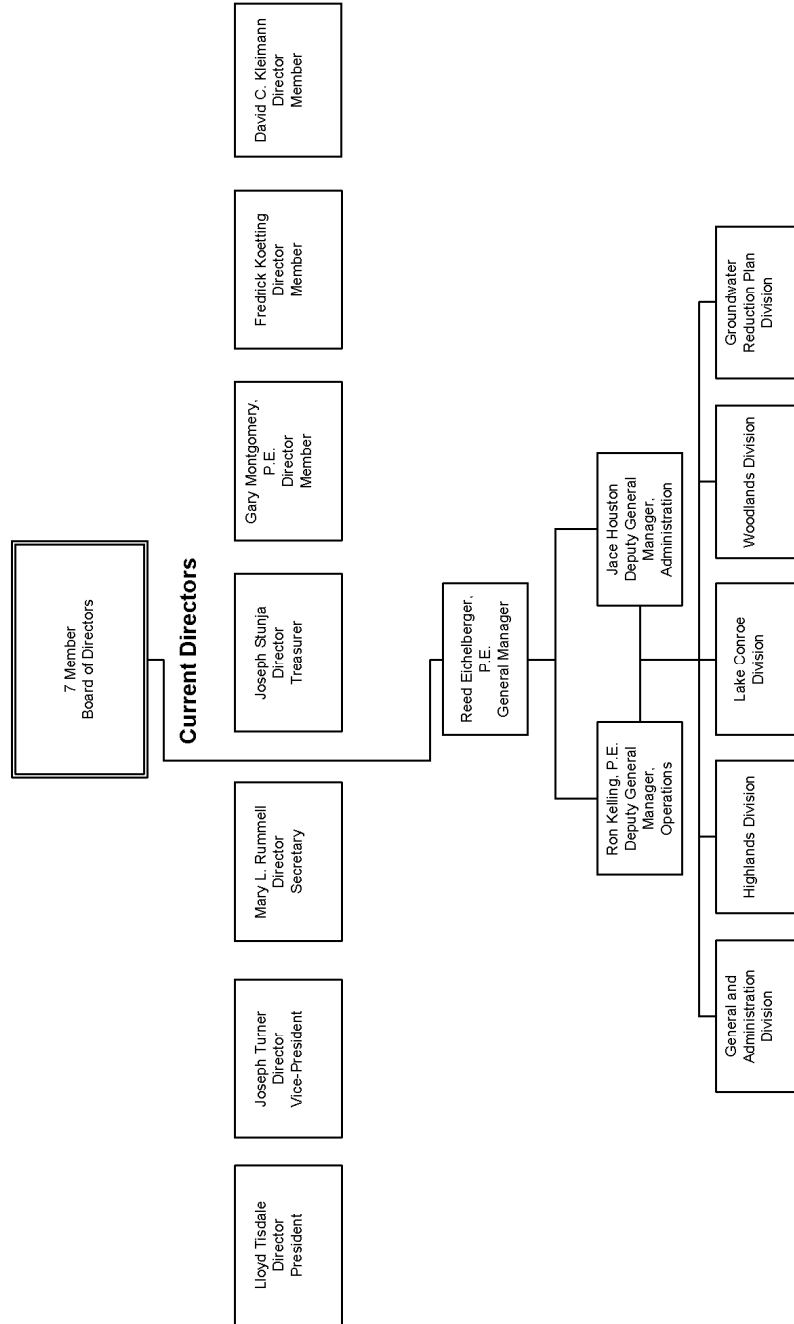 7 Member
Board of Directors
Current Directors
Lloyd Tisdale
Director
President
Joseph Turner
Director
Vice-President
Mary L. Rummell
Director
Secretary
Joseph Stunja
Director
Treasurer
Gary Montgomery,
P.E.
Director
Member
Fredrick Koetting
Director
Member
David C. Kleimann
Director
Member
Reed Eichelberger,
P.E.
General Manager
Ron Kelling, P.E.
Deputy General
Manager,
Operations
Jace Houston
Deputy General
Manager,
Administration
General and
Administration
Division
Highlands Division
Lake Conroe
Division
Woodlands Division
Groundwater
Reduction Plan
Division